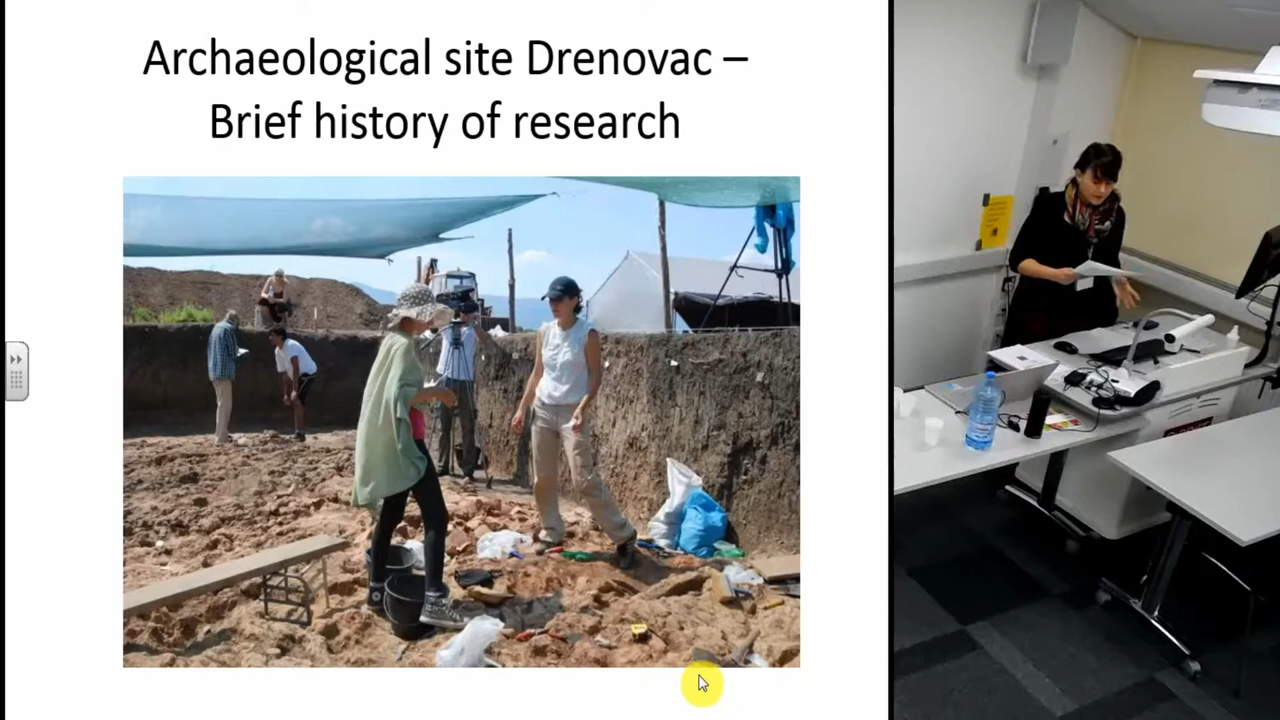 Archaeological site Drenovac –
Brief history of research